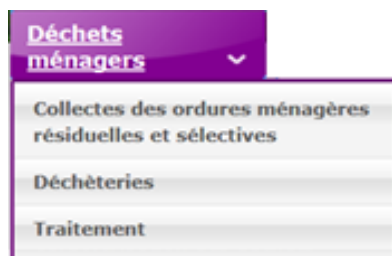 Déchets
ménagers
Collectes des ordures ménagères
résiduelles et sélectives
Déchèteries
Traitement